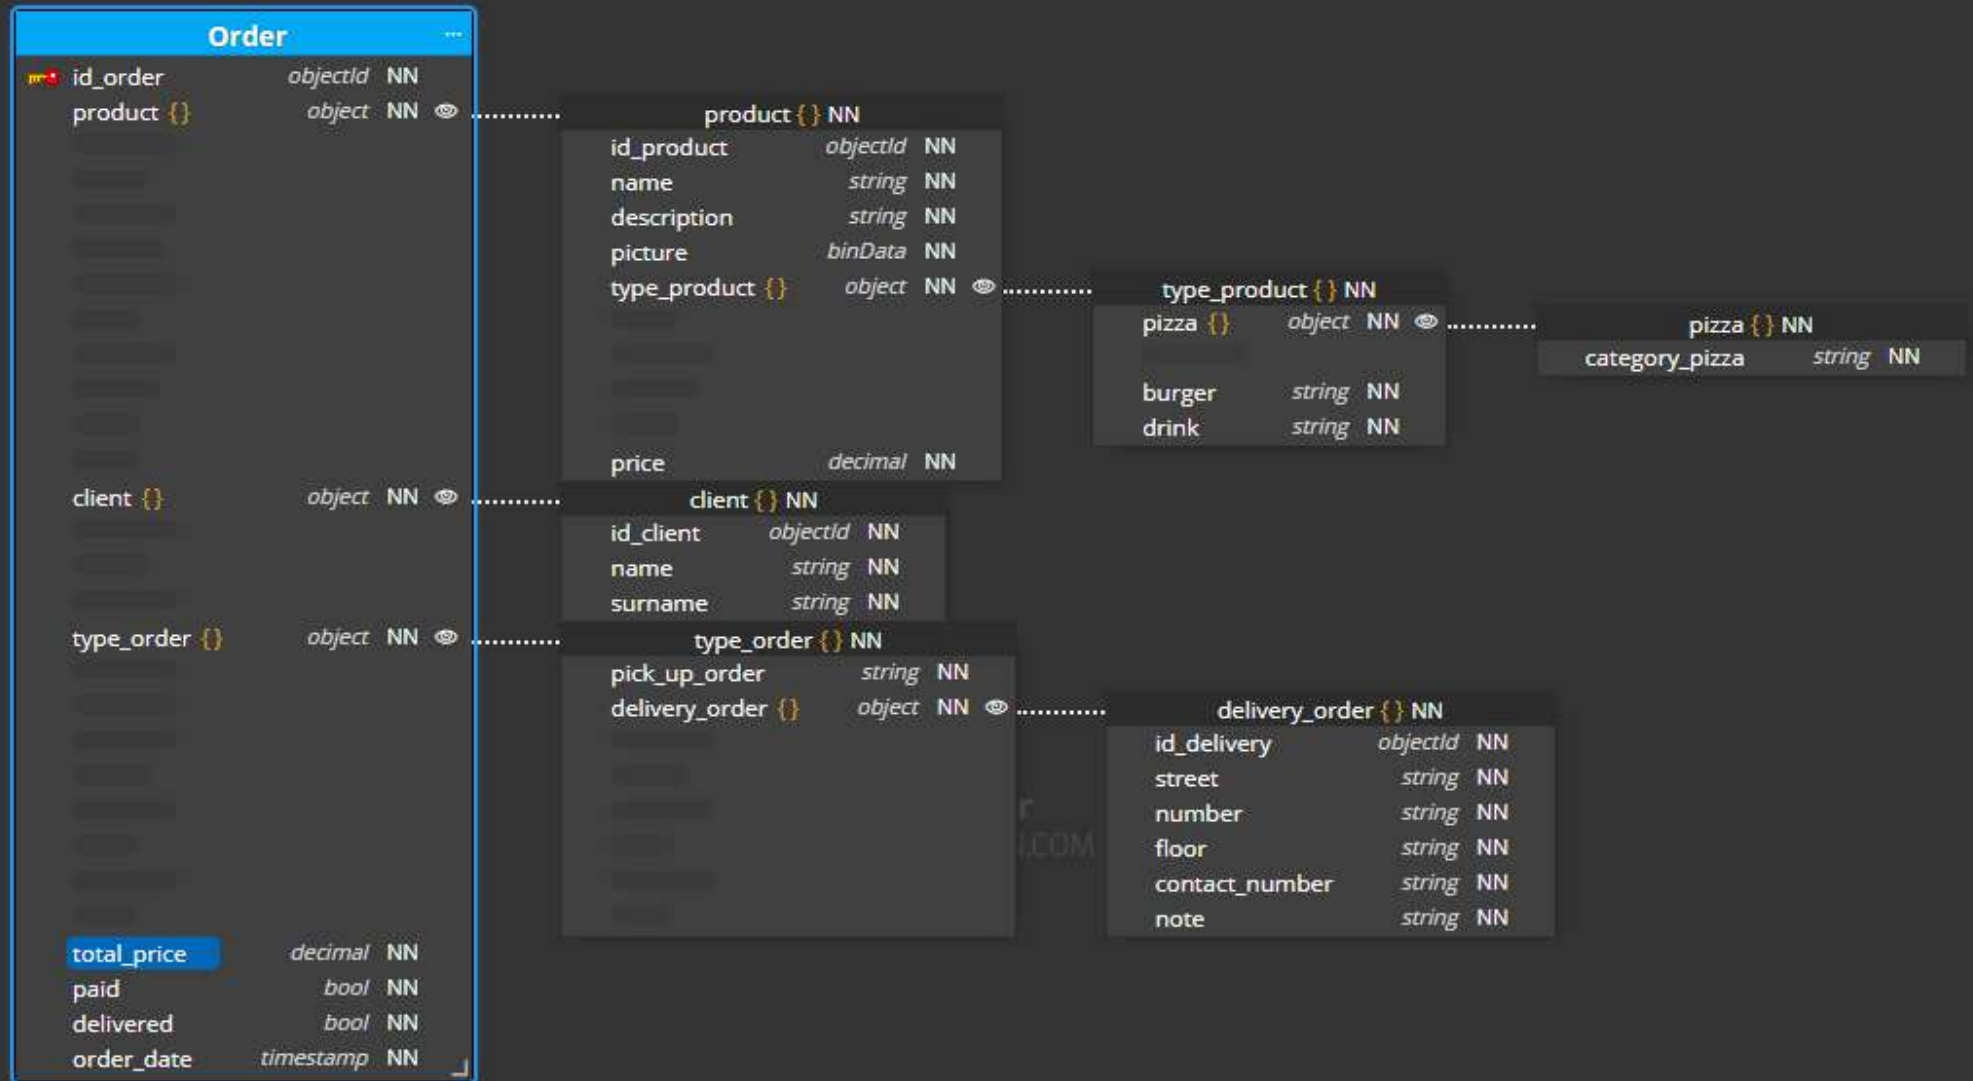 Order ...
id_order objectId NN
product {} object NN
client {} object NN
type_order {} object NN
total_price decimal NN
paid bool NN
delivered bool NN
order_date timestamp NN
product { } NN
id_product objectId NN
name string NN
description string NN
picture binData NN
type_product {} object NN
price decimal NN
type_product { } NN
pizza {} object NN
burger string NN
drink string NN
pizza { } NN
category_pizza string NN
client { } NN
id_client objectId NN
name string NN
surname string NN
type_order { } NN
pick_up_order string NN
delivery_order {} object NN
delivery_order { } NN
id_delivery objectId NN
street string NN
number string NN
floor string NN
contact_number string NN
note string NN